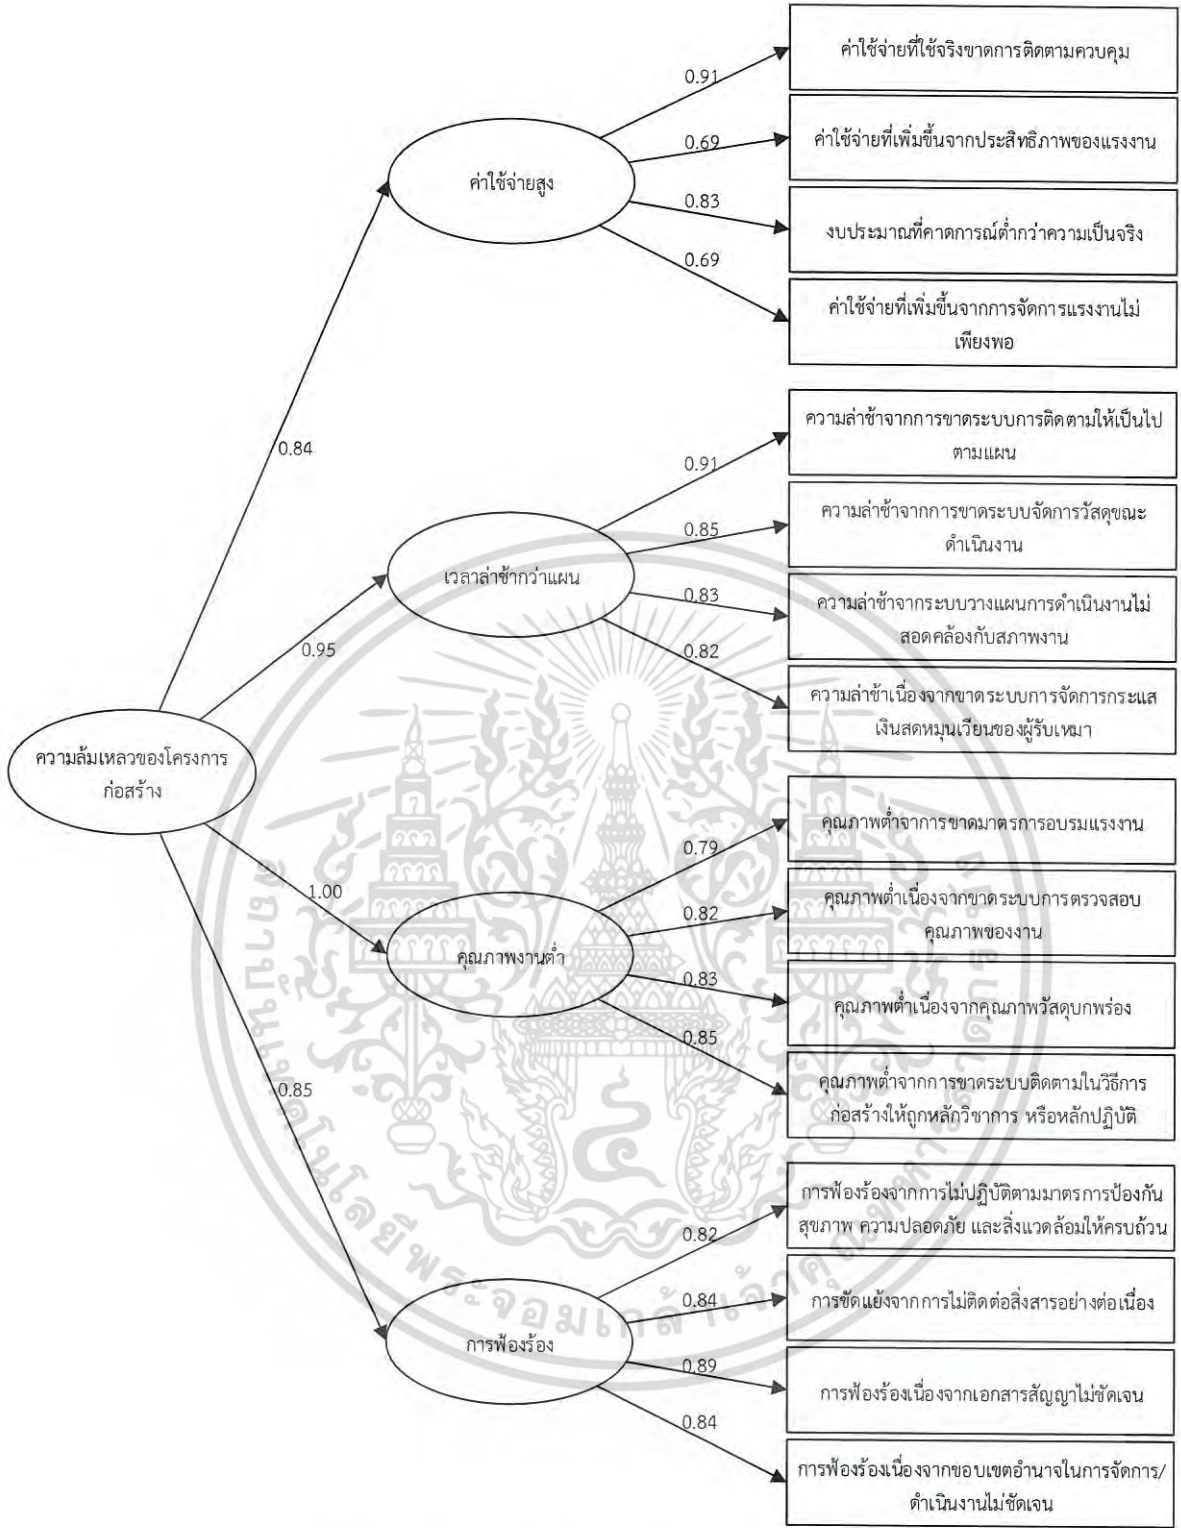 ค่าใช้จ่ายที่ใช้จริงขาดการติดตามควบคุม
0.91
ค่าใช้จ่ายที่เพิ่มขึ้นจากประสิทธิภาพของแรงงาน
0.69
ค่าใช้จ่ายสูง
0.83
งบประมาณที่คาดการณ์ต่ำกว่าความเป็นจริง
0.69
ค่าใช้จ่ายที่เพิ่มขึ้นจากการจัดการแรงงานไม่
เพียงพอ
0.84
ความล่าช้าจากการขาดระบบการติดตามให้เป็นไป
ตามแผน
0.91
ความล่าช้าจากการขาดระบบจัดการวัสดุขณะ
ดำเนินงาน
0.85
เวลาล่าช้ากว่าแผน
0.83
ความล่าช้าจากระบบวางแผนการดำเนินงานไม่
สอดคล้องกับสภาพงาน
0.82
0.95
ความล่าช้าเนื่องจากขาดระบบการจัดการกระแส
เงินสดหมุนเวียนของผู้รับเหมา
ความล้มเหลวของโครงการ
ก่อสร้าง
คุณภาพต่ำจาการขาดมาตรการอบรมแรงงาน
0.79
1.00
คุณภาพต่ำเนื่องจากขาดระบบการตรวจสอบ
คุณภาพของงาน
0.82
คุณภาพงานต่ำ
0.83
คุณภาพต่ำเนื่องจากคุณภาพวัสดุบกพร่อง
0.85
คุณภาพต่ำจากการขาดระบบติดตามในวิธีการ
ก่อสร้างให้ถูกหลักวิชาการ หรือหลักปฏิบัติ
0.85
การฟ้องร้องจากการไม่ปฏิบัติตามมาตรการป้องกัน
สุขภาพ ความปลอดภัย และสิ่งแวดล้อมให้ครบถ้วน
0.82
การขัดแย้งจากการไม่ติดต่อสื่งสารอย่างต่อเนื่อง
0.84
การฟ้องร้อง
0.89
การฟ้องร้องเนื่องจากเอกสารสัญญาไม่ชัดเจน
0.84
การฟ้องร้องเนื่องจากขอบเขตอำนาจในการจัดการ/
ดำเนินงานไม่ชัดเจน
สถาบันเทคโนโลยีพระจอมเกล้าเจ้าคุณทหารลาดกระบัง